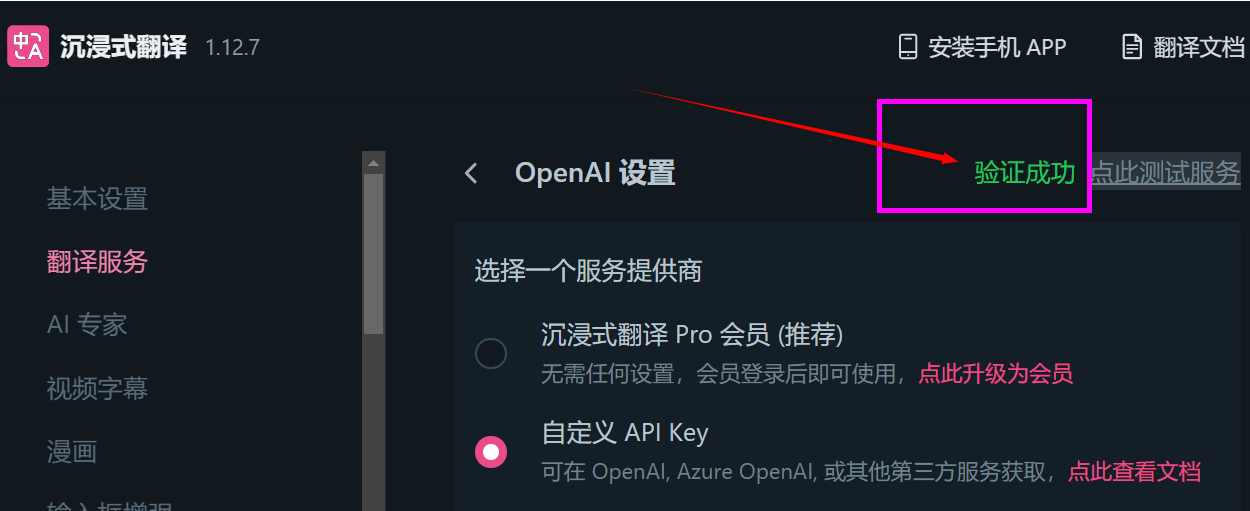 中A
沉浸式翻译 1.12.7
安装手机 APP
翻译文档
基本设置
翻译服务
AI 专家
视频字幕
漫画
输入框增强
OpenAI 设置
验证成功 点此测试服务
选择一个服务提供商
沉浸式翻译 Pro 会员 (推荐)
无需任何设置，会员登录后即可使用，点此升级为会员
自定义 API Key
可在 OpenAI, Azure OpenAI, 或其他第三方服务获取，点此查看文档